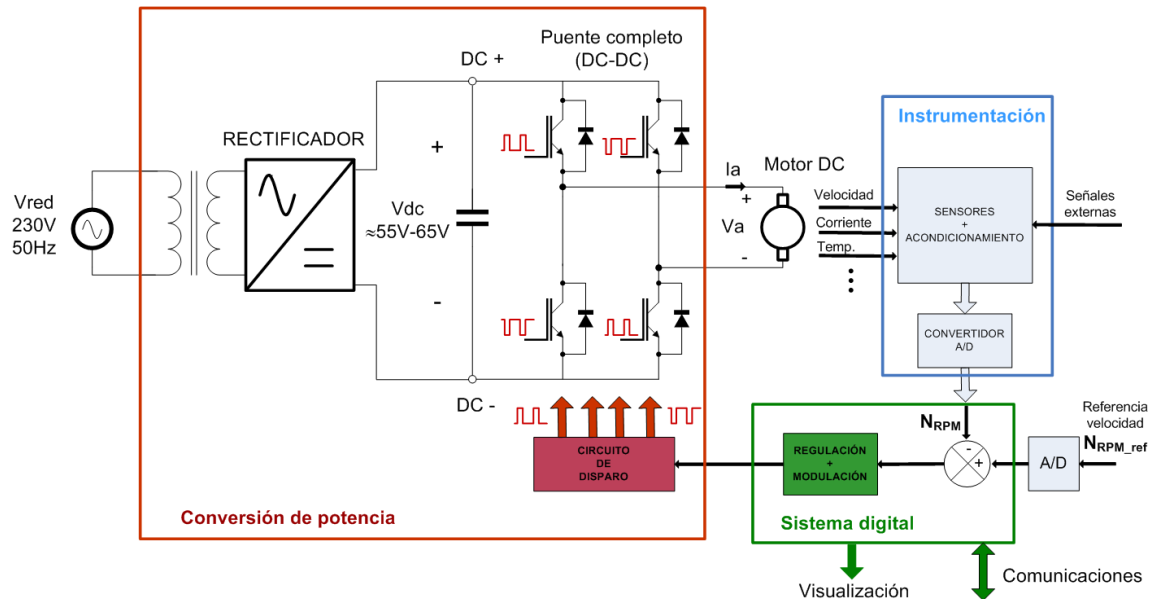 Puente completo
(DC-DC)
DC +
RECTIFICADOR
Vred
230V
50Hz
+
Vdc
≈55V-65V
-
DC -
Ia
+
Va
-
Motor DC
Instrumentación
Velocidad
Corriente
Temp.
SENSORES
+
ACONDICIONAMIENTO
Señales
externas
CONVERTIDOR
A/D
CIRCUITO
DE
DISPARO
Conversión de potencia
REGULACIÓN
+
MODULACIÓN
NRPM
-
+
A/D
Referencia
velocidad
NRPM_ref
Sistema digital
Visualización
Comunicaciones